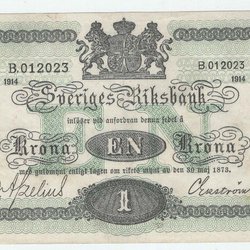 B.012023 B.012023
1914 1914
Sveriges Riksbank
inlöser vid anfordran denna sedel å
Krona EN Krona
med guldmynt enligt lagen om rikets mynt av den 30 maj 1873.
1